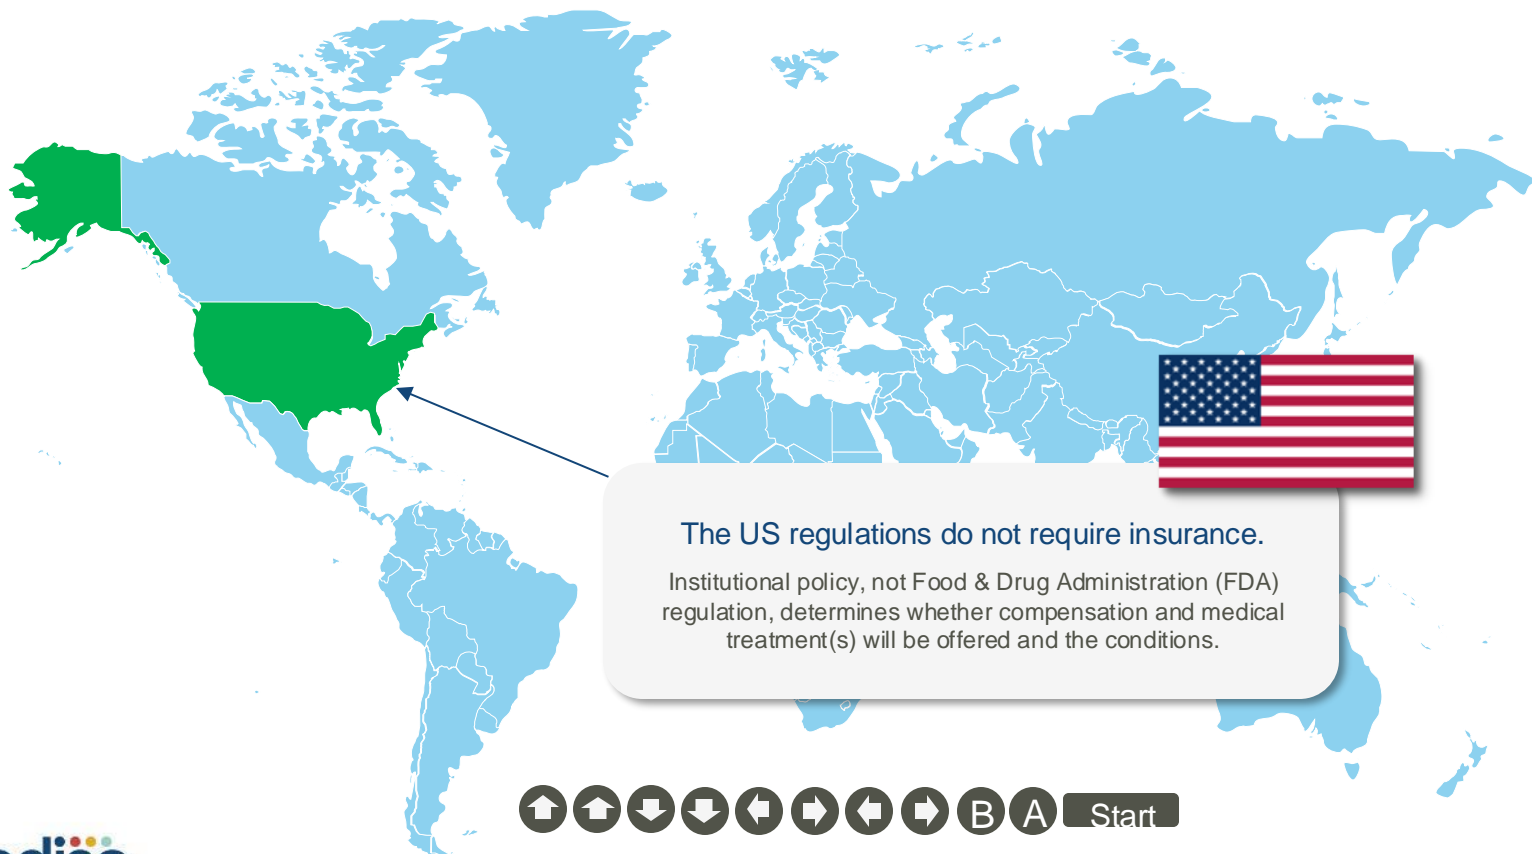 The US regulations do not require insurance.
Institutional policy, not Food & Drug Administration (FDA)
regulation, determines whether compensation and medical
treatment(s) will be offered and the conditions.
B A Start